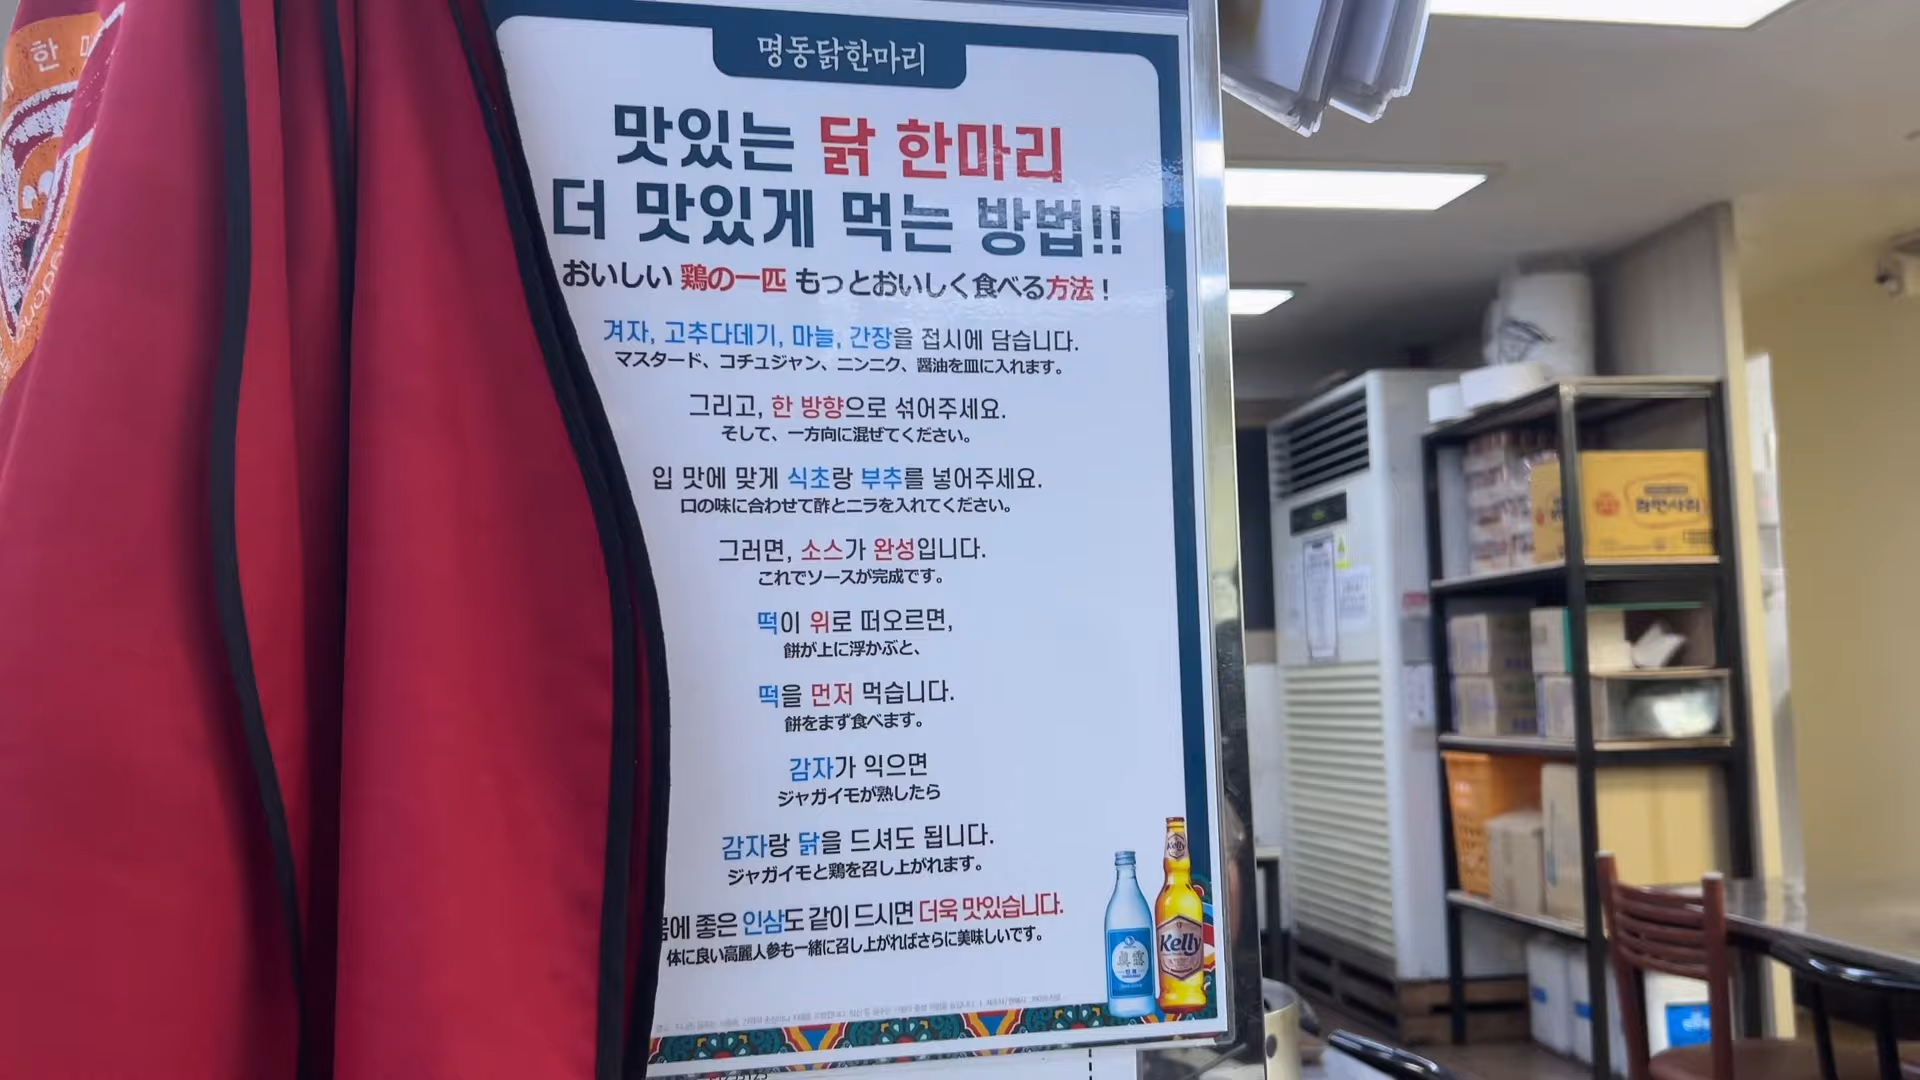 한
명동닭한마리
맛있는 닭 한마리
더 맛있게 먹는 방법!!
おいしい 鶏の一匹 もっとおいしく食べる方法！
겨자, 고추다데기, 마늘, 간장을 접시에 담습니다.
マスタード、コチュジャン、ニンニク、醤油を皿に入れます。
그리고, 한 방향으로 섞어주세요.
そして、一方向に混ぜてください。
입 맛에 맞게 식초랑 부추를 넣어주세요.
口の味に合わせて酢とニラを入れてください。
그러면, 소스가 완성입니다.
これでソースが完成です。
떡이 위로 떠오르면,
餅が上に浮かぶと、
떡을 먼저 먹습니다.
餅をまず食べます。
감자가 익으면
ジャガイモが熟したら
감자랑 닭을 드셔도 됩니다.
ジャガイモと鶏を召し上がれます。
몸에 좋은 인삼도 같이 드시면 더욱 맛있습니다.
体に良い高麗人参も一緒に召し上がればさらに美味しいです。
Kelly
Kelly